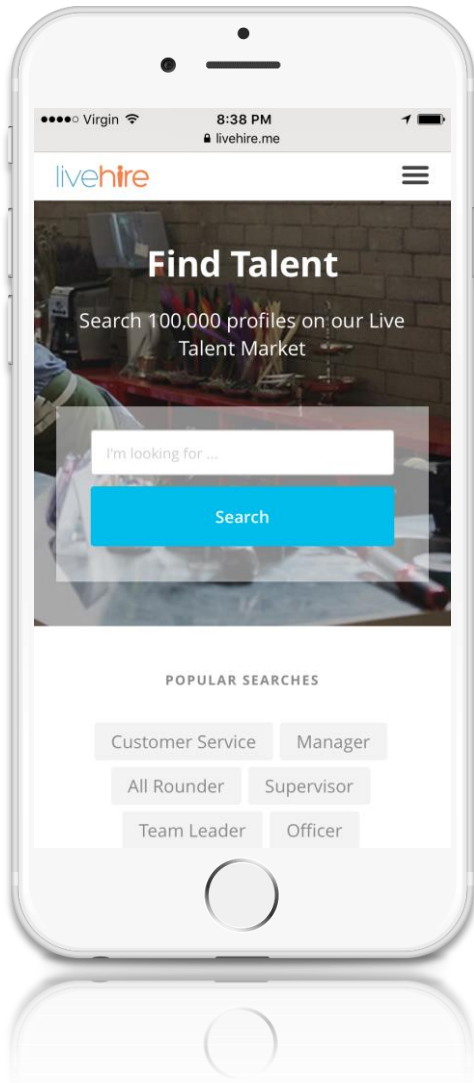 Virgin 8:38 PM
livehire.me
livehire
Find Talent
Search 100,000 profiles on our Live
Talent Market
I'm looking for ...
Search
POPULAR SEARCHES
Customer Service Manager
All Rounder Supervisor
Team Leader Officer